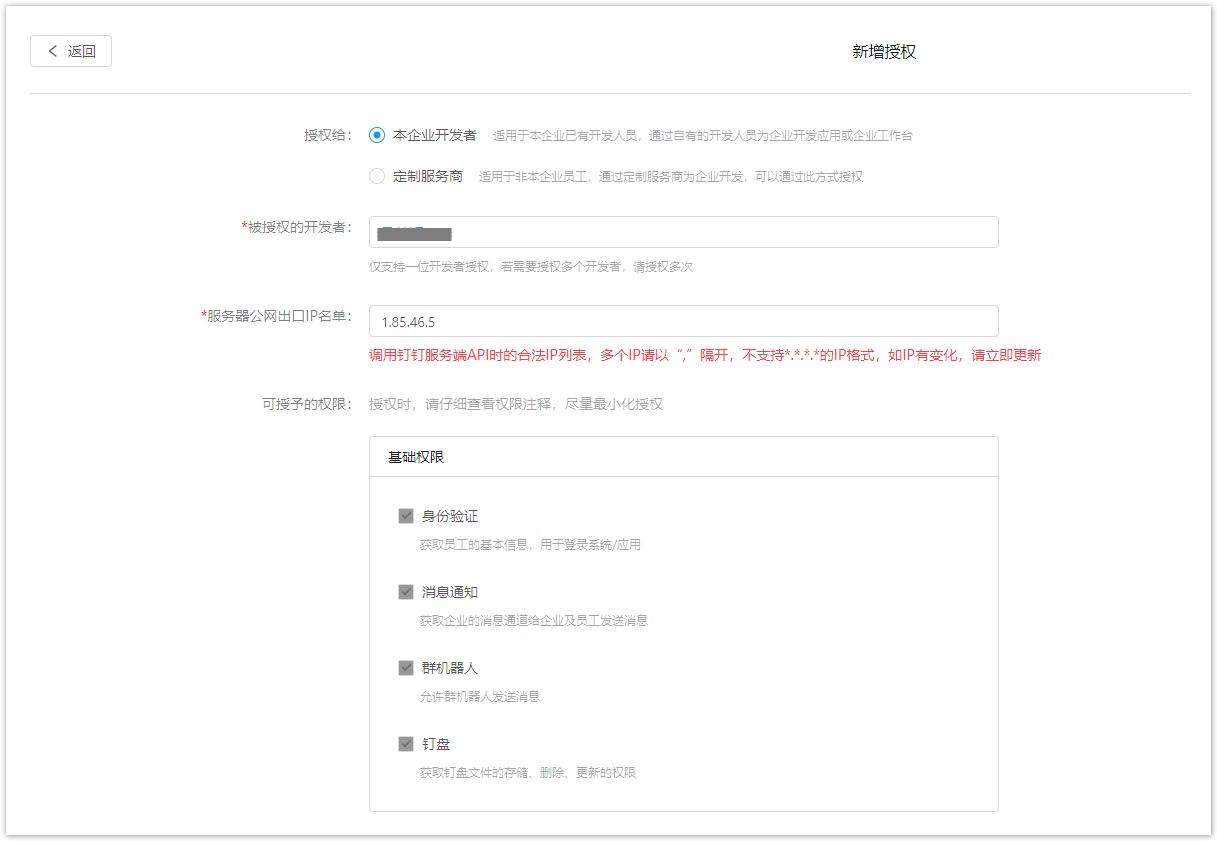 返回
新增授权
授权给：
本企业开发者 适用于本企业已有开发人员，通过自有的开发人员为企业开发应用或企业工作台
定制服务商 适用于非本企业员工，通过定制服务商为企业开发，可以通过此方式授权
*被授权的开发者：
仅支持一位开发者授权，若需要授权多个开发者，请授权多次
*服务器公网出口IP名单： 1.85.46.5
调用钉钉服务端API时的合法IP列表，多个IP请以“,”隔开，不支持*.*.*.*的IP格式，如IP有变化，请立即更新
可授予的权限： 授权时，请仔细查看权限注释，尽量最小化授权
基础权限
身份验证
获取员工的基本信息，用于登录系统/应用
消息通知
获取企业的消息通道给企业及员工发送消息
群机器人
允许群机器人发送消息
钉盘
获取钉盘文件的存储、删除、更新的权限